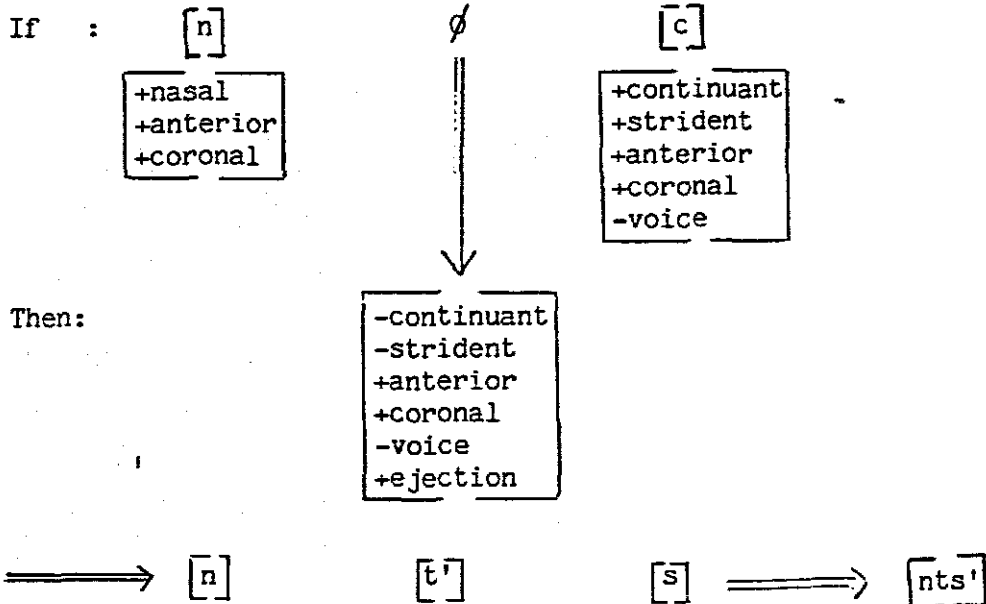 If : [n] ∅ [c]
+nasal
+anterior
+coronal
+continuant
+strident
+anterior
+coronal
-voice
Then:
-continuant
-strident
+anterior
+coronal
-voice
+ejection
⟹ [n] [t'] [s] ⟹ [nts']